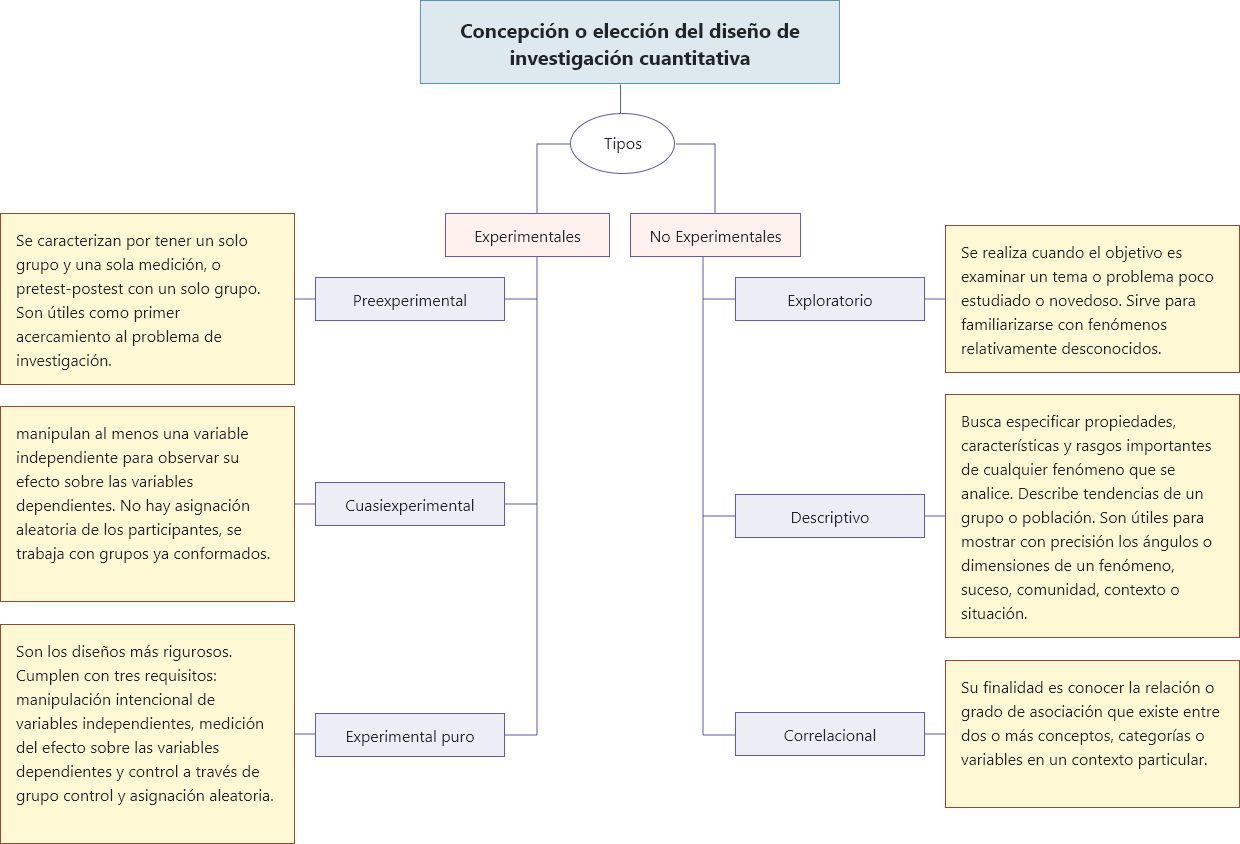 Concepción o elección del diseño de
investigación cuantitativa
Tipos
Experimentales
No Experimentales
Se caracterizan por tener un solo
grupo y una sola medición, o
pretest-postest con un solo grupo.
Son útiles como primer
acercamiento al problema de
investigación.
Preexperimental
manipulan al menos una variable
independiente para observar su
efecto sobre las variables
dependientes. No hay asignación
aleatoria de los participantes, se
trabaja con grupos ya conformados.
Cuasiexperimental
Son los diseños más rigurosos.
Cumplen con tres requisitos:
manipulación intencional de
variables independientes, medición
del efecto sobre las variables
dependientes y control a través de
grupo control y asignación aleatoria.
Experimental puro
Exploratorio
Se realiza cuando el objetivo es
examinar un tema o problema poco
estudiado o novedoso. Sirve para
familiarizarse con fenómenos
relativamente desconocidos.
Descriptivo
Busca especificar propiedades,
características y rasgos importantes
de cualquier fenómeno que se
analice. Describe tendencias de un
grupo o población. Son útiles para
mostrar con precisión los ángulos o
dimensiones de un fenómeno,
suceso, comunidad, contexto o
situación.
Correlacional
Su finalidad es conocer la relación o
grado de asociación que existe entre
dos o más conceptos, categorías o
variables en un contexto particular.